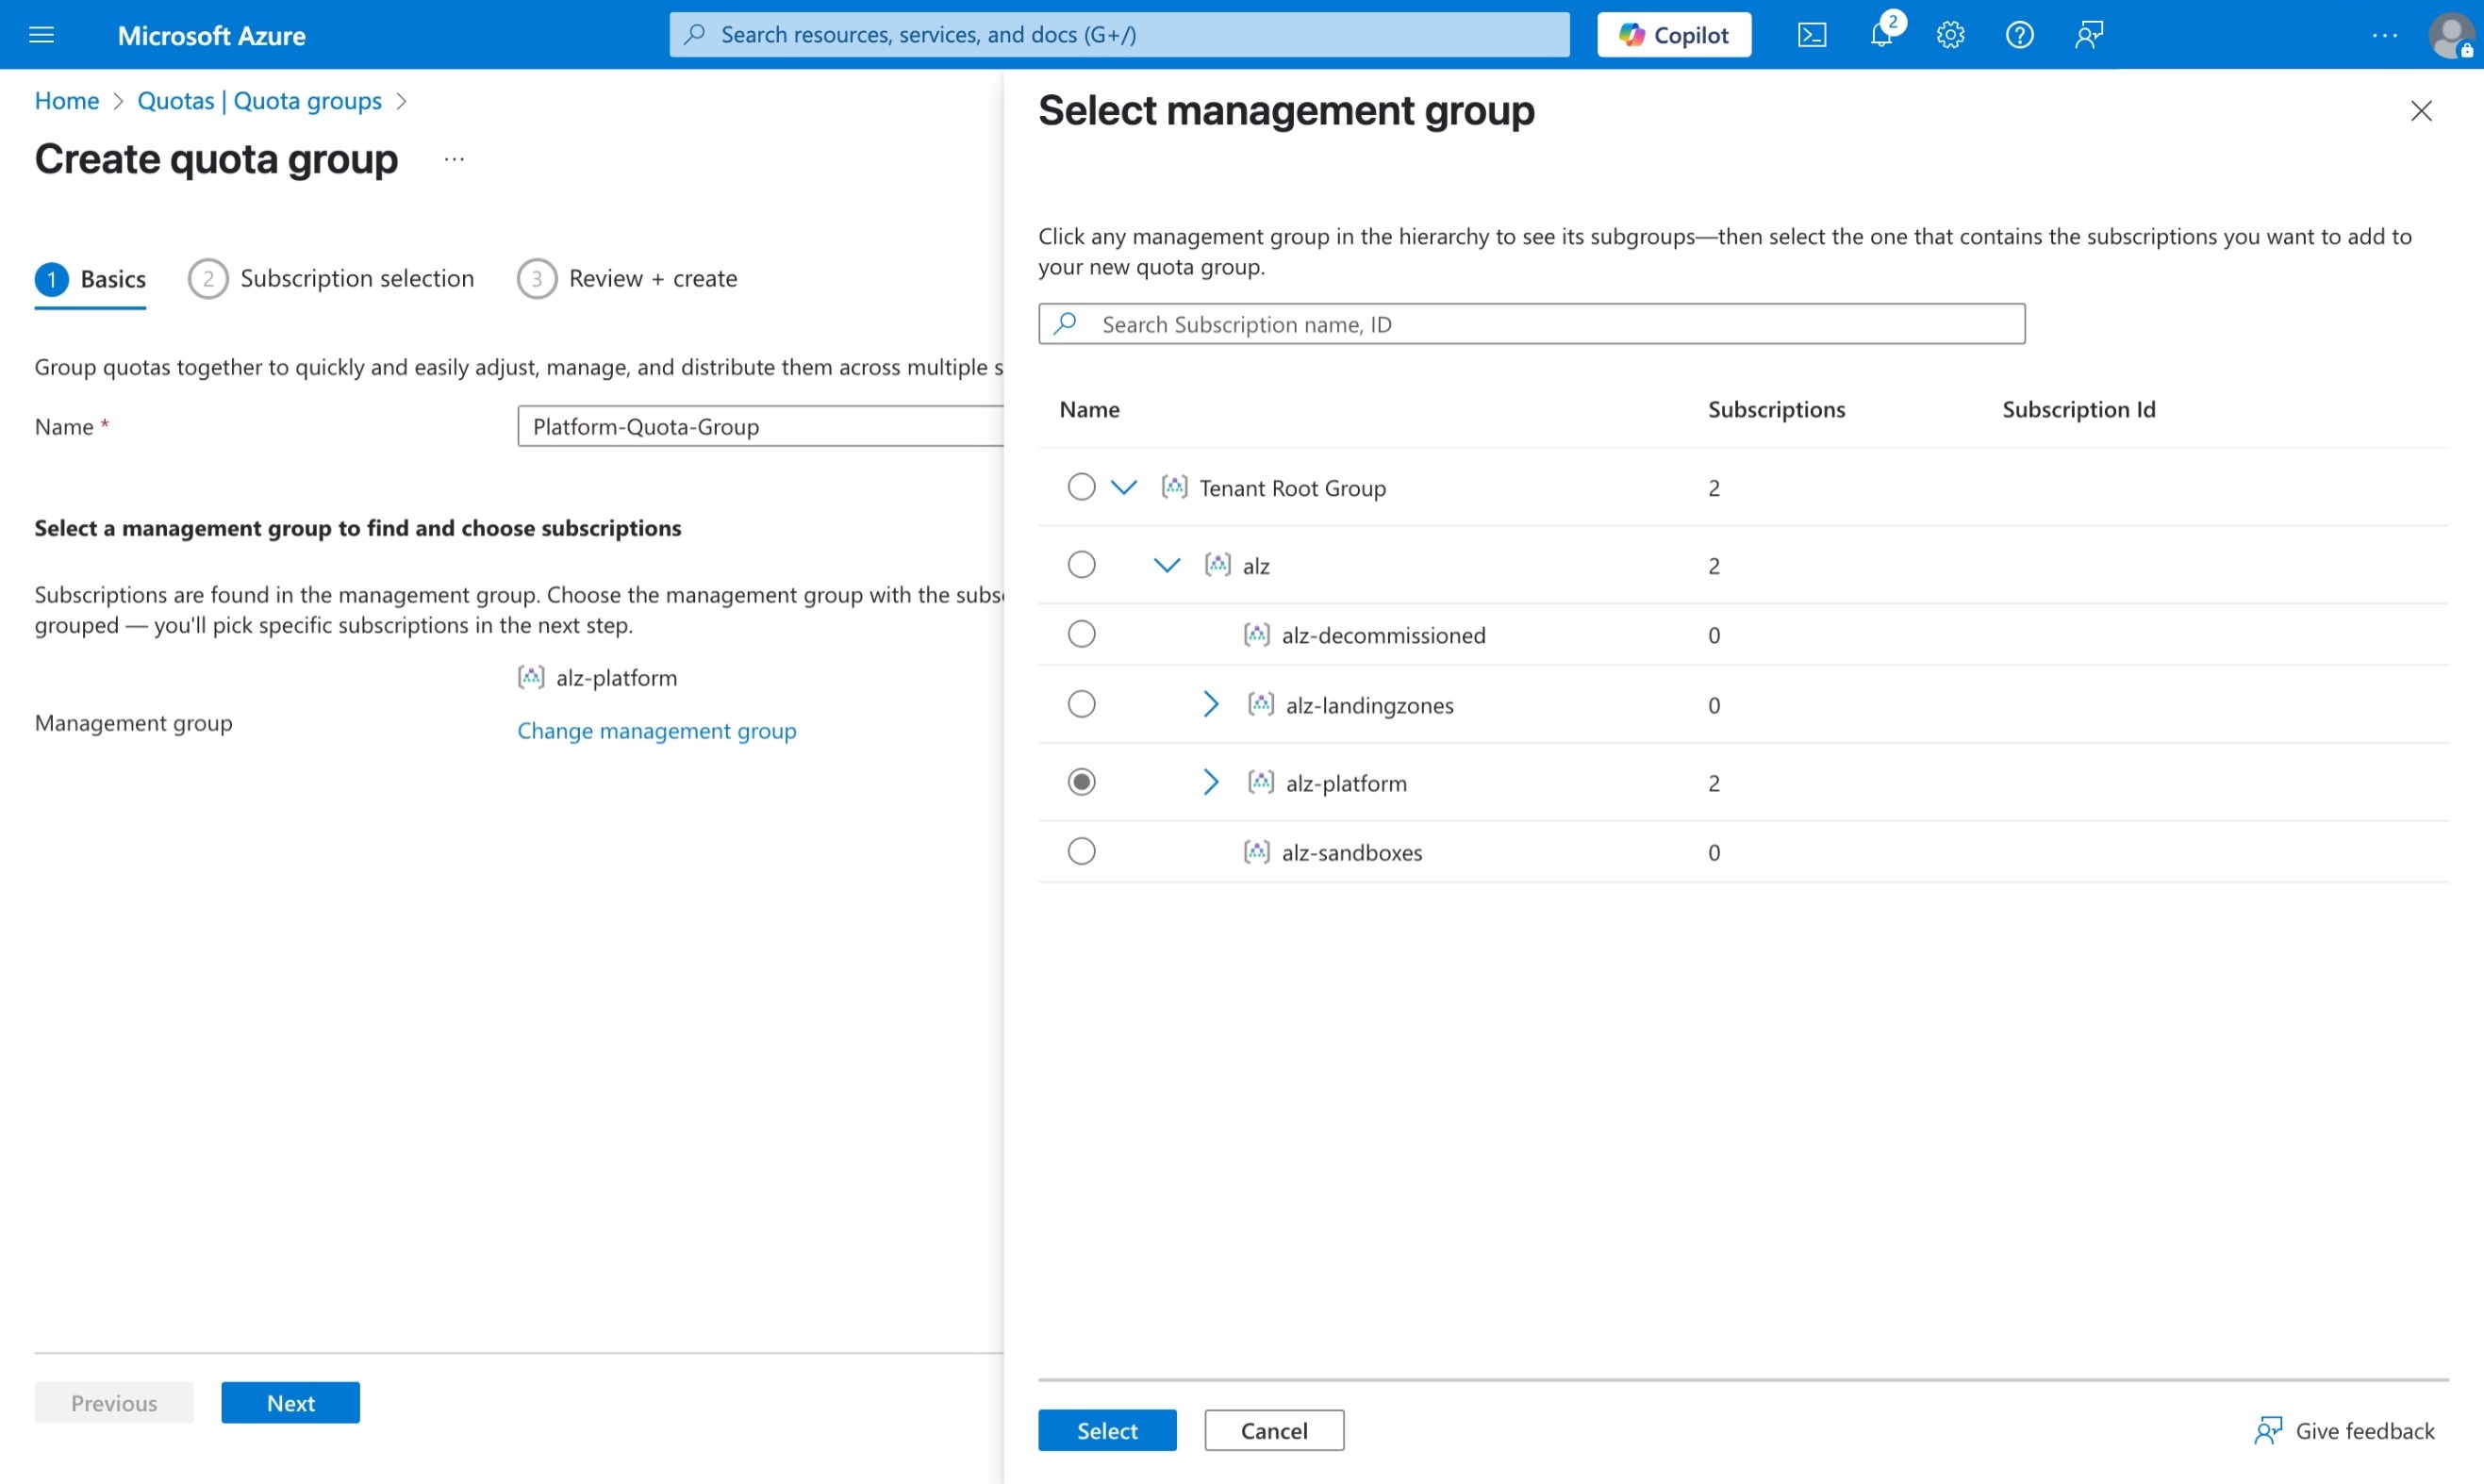 Microsoft Azure
Search resources, services, and docs (G+/)
Copilot
2
Home > Quotas | Quota groups >
Create quota group ...
1 Basics
2 Subscription selection
3 Review + create
Group quotas together to quickly and easily adjust, manage, and distribute them across multiple s
Name *
Platform-Quota-Group
Select a management group to find and choose subscriptions
Subscriptions are found in the management group. Choose the management group with the subs
grouped — you'll pick specific subscriptions in the next step.
alz-platform
Management group
Change management group
Previous
Next
Select management group
Click any management group in the hierarchy to see its subgroups—then select the one that contains the subscriptions you want to add to
your new quota group.
Search Subscription name, ID
Name Subscriptions Subscription Id
Tenant Root Group 2
alz 2
alz-decommissioned 0
alz-landingzones 0
alz-platform 2
alz-sandboxes 0
Select
Cancel
Give feedback